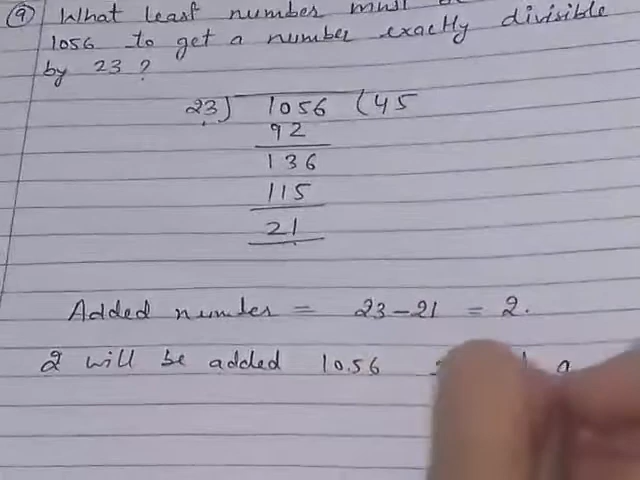 (9) What least number must
1056 to get a number exactly divisible
by 23 ?
23) 1056 (45
92
136
115
21
Added number = 23-21 = 2.
2 will be added 10.56 a